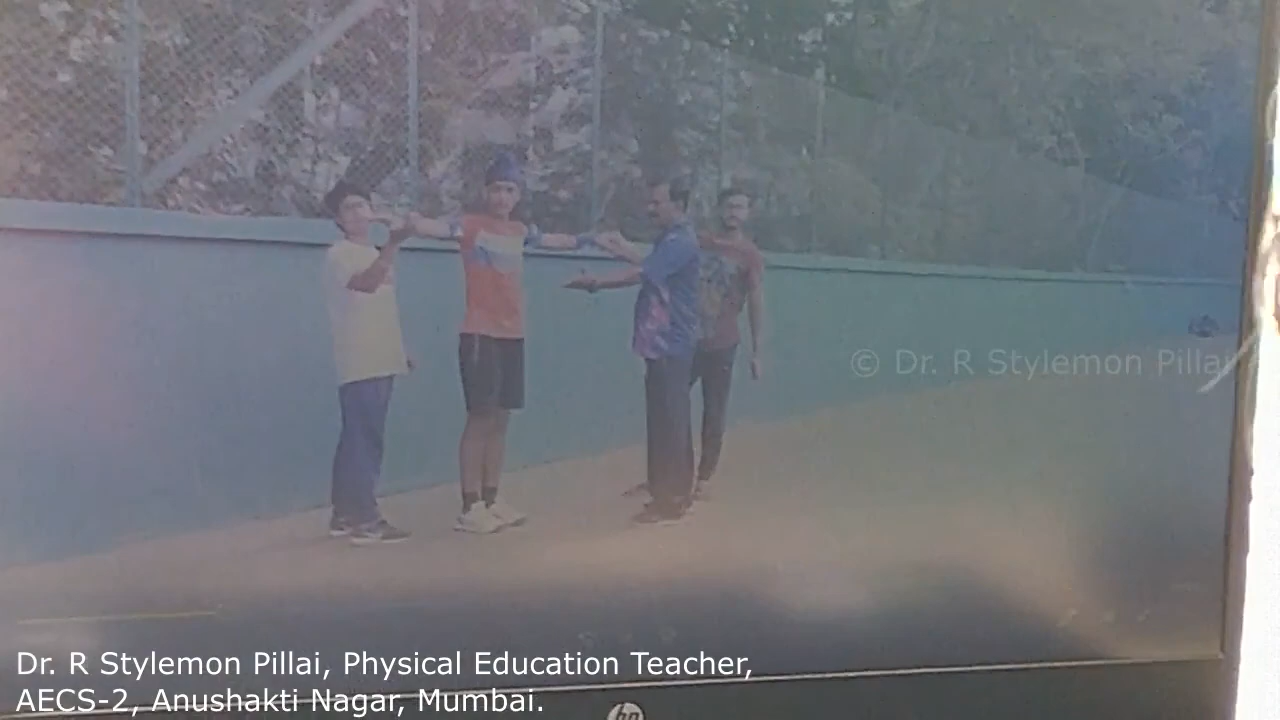 © Dr. R Stylemon Pillai
Dr. R Stylemon Pillai, Physical Education Teacher,
AECS-2, Anushakti Nagar, Mumbai.
hp